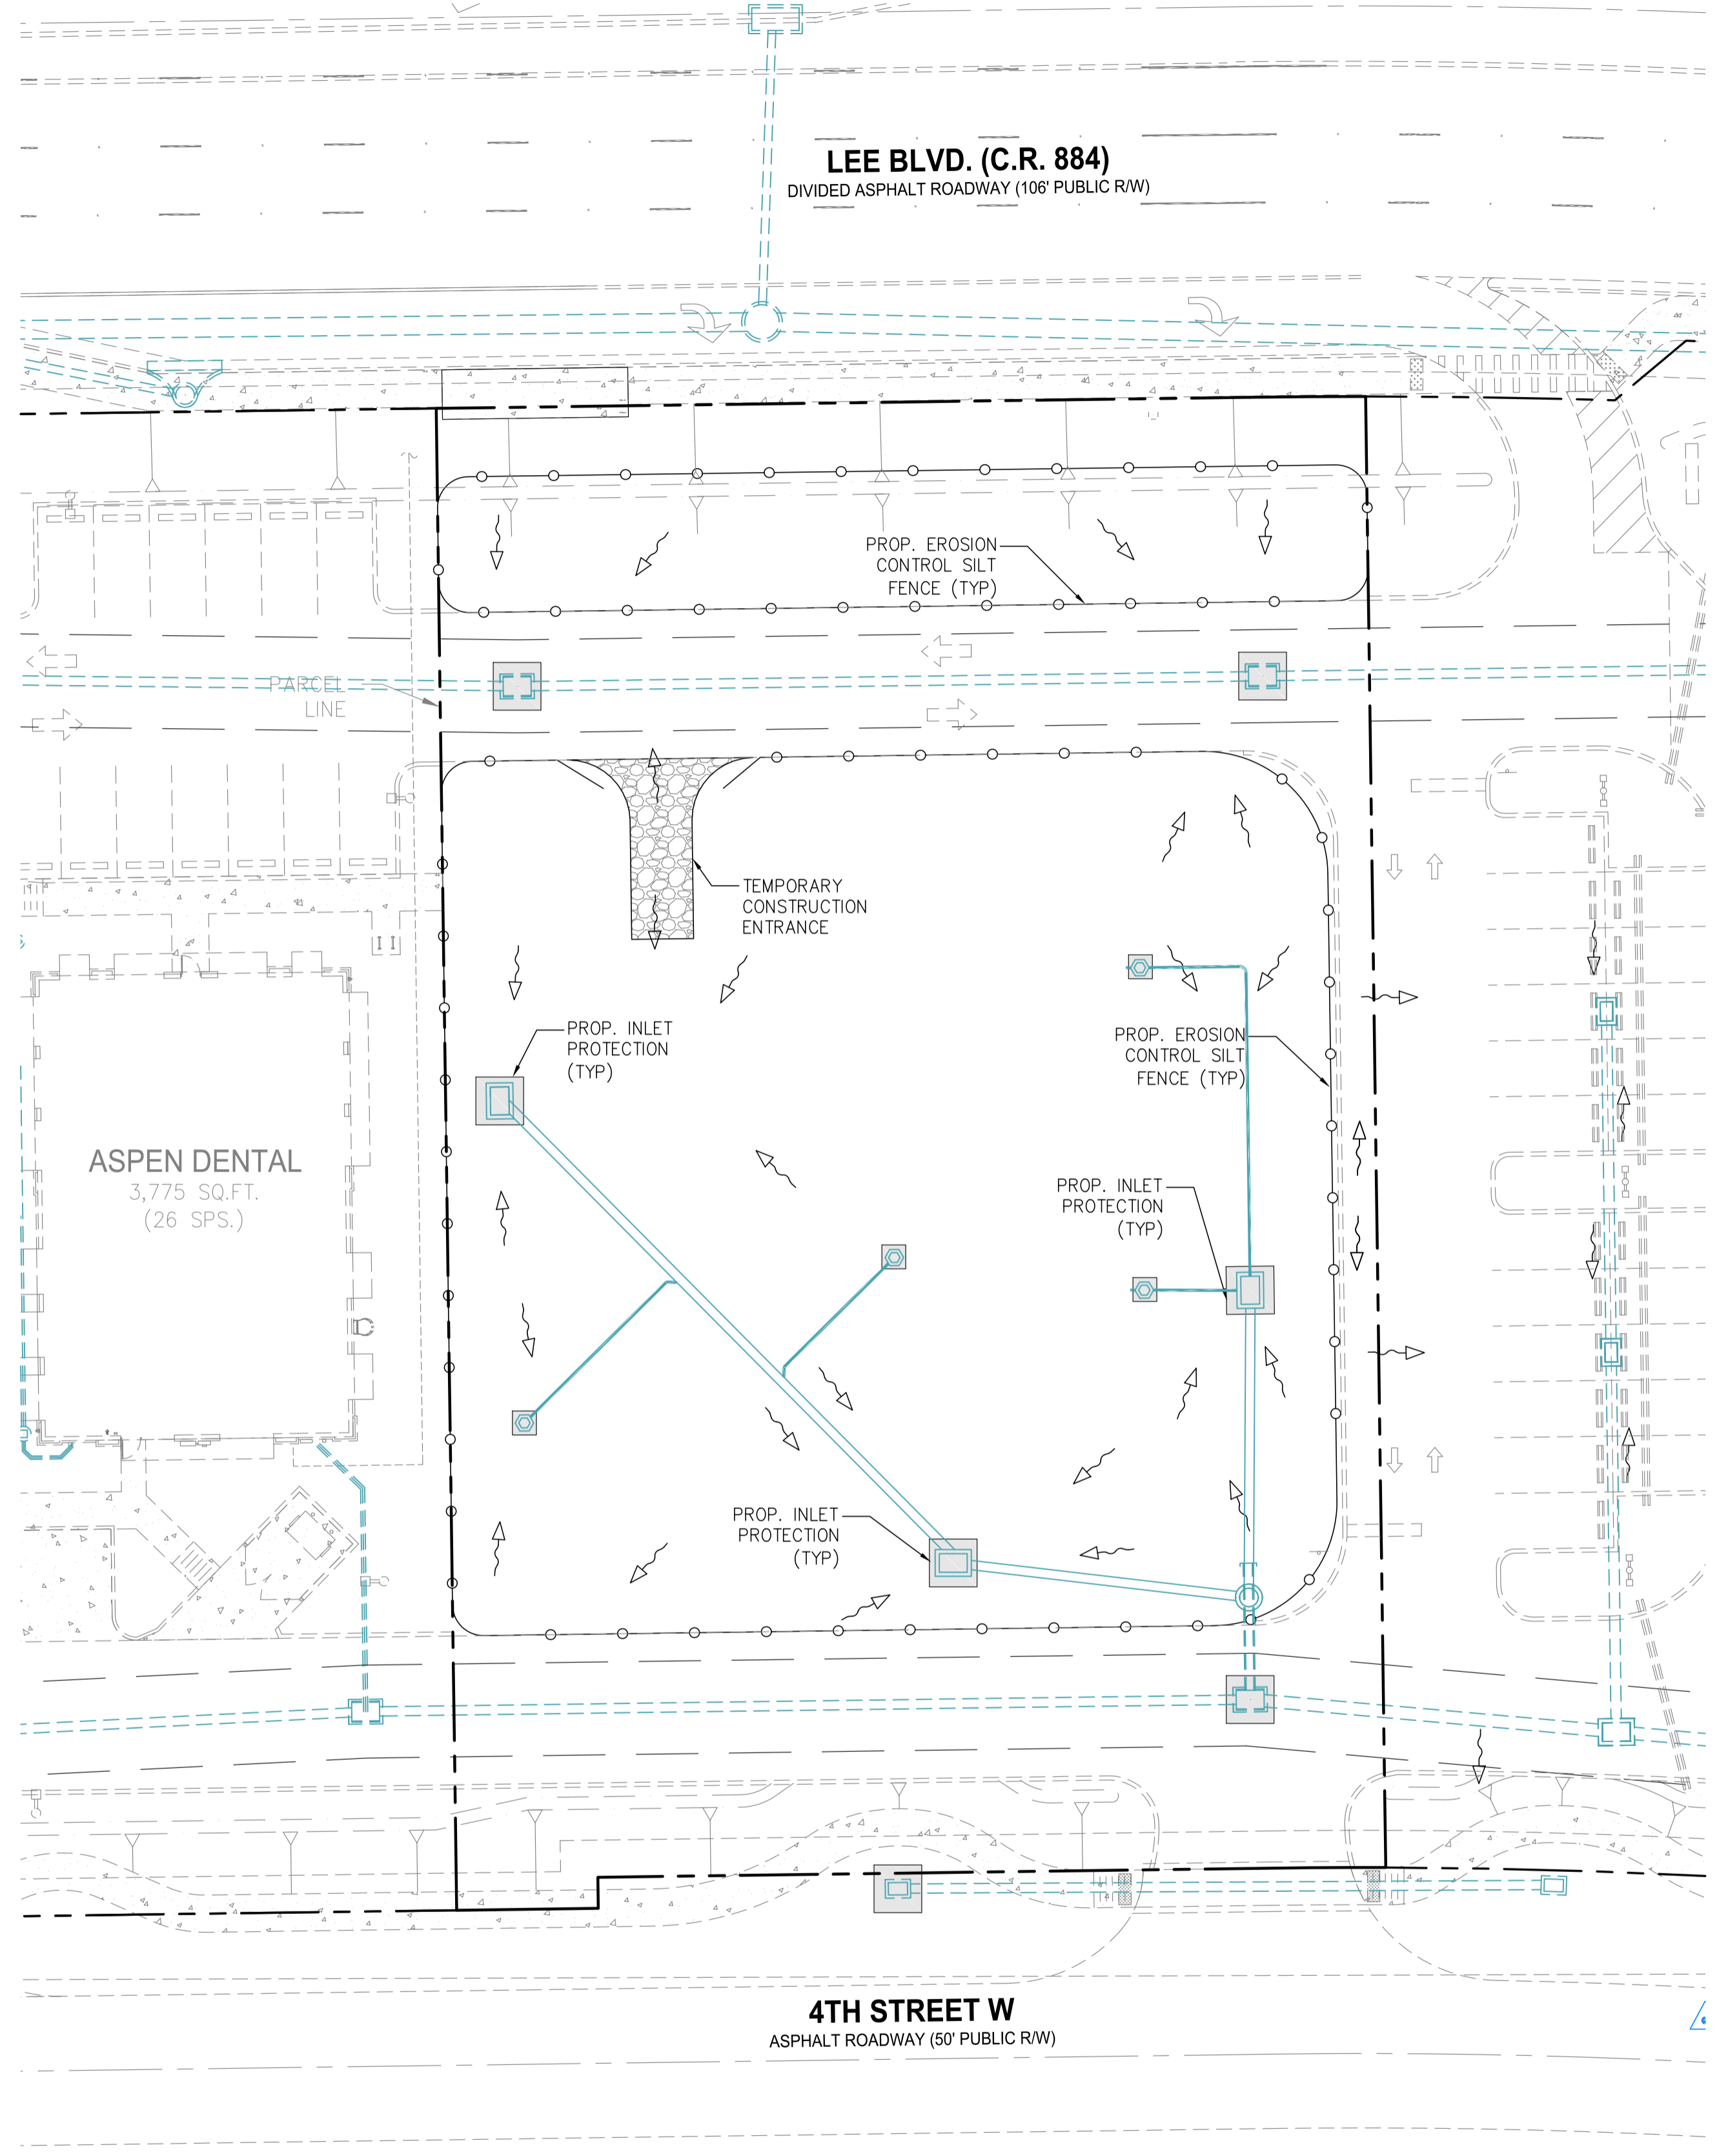 LEE BLVD. (C.R. 884)
DIVIDED ASPHALT ROADWAY (106' PUBLIC R/W)
PROP. EROSION
CONTROL SILT
FENCE (TYP)
PARCEL
LINE
TEMPORARY
CONSTRUCTION
ENTRANCE
PROP. INLET
PROTECTION
(TYP)
PROP. EROSION
CONTROL SILT
FENCE (TYP)
ASPEN DENTAL
3,775 SQ.FT.
(26 SPS.)
PROP. INLET
PROTECTION
(TYP)
PROP. INLET
PROTECTION
(TYP)
4TH STREET W
ASPHALT ROADWAY (50' PUBLIC R/W)